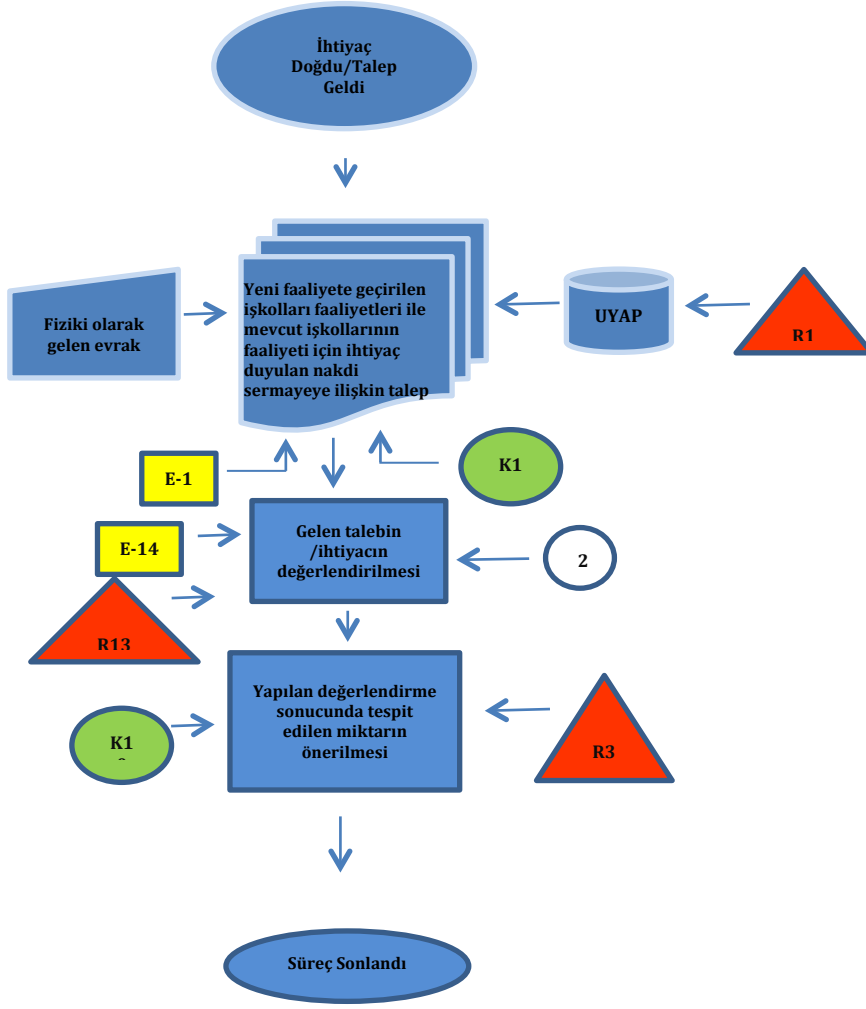 İhtiyaç
Doğdu/Talep
Geldi
Yeni faaliyete geçirilen
işkolları faaliyetleri ile
mevcut işkollarının
faaliyeti için ihtiyaç
duyulan nakdi
sermayeye ilişkin talep
Fiziki olarak
gelen evrak
UYAP
R1
E-1
K1
Gelen talebin
/ihtiyacın
değerlendirilmesi
E-14
2
R13
Yapılan değerlendirme
sonucunda tespit
edilen miktarın
önerilmesi
K1
R3
Süreç Sonlandı